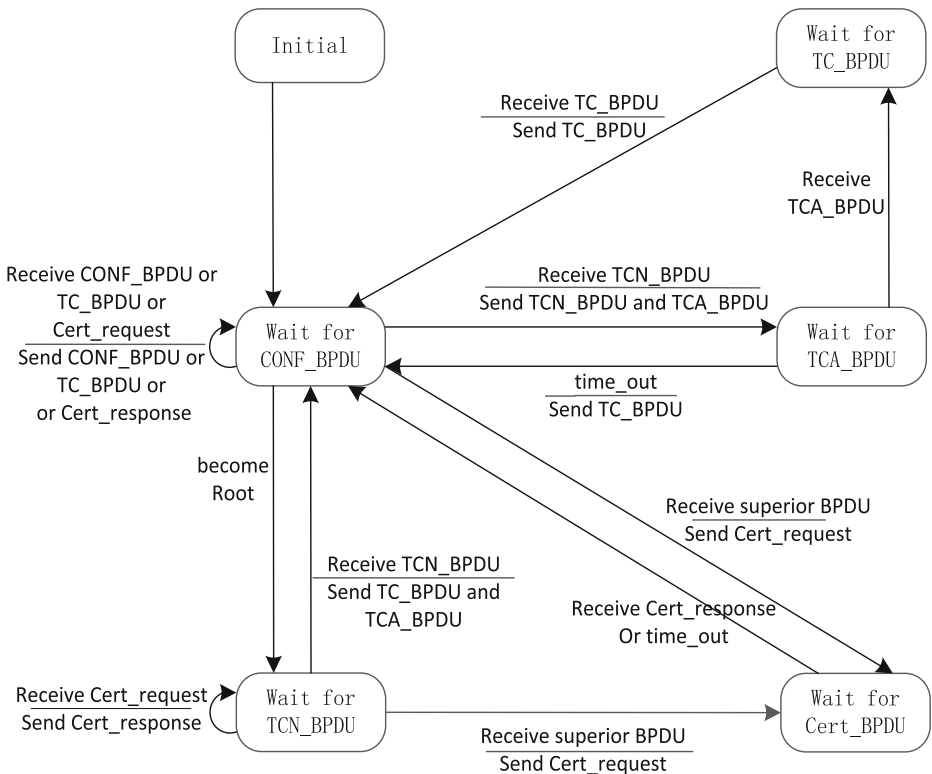 Initial
Wait for
TC_BPDU
Receive TC_BPDU
Send TC_BPDU
Receive
TCA_BPDU
Receive CONF_BPDU or
TC_BPDU or
Cert_request
Send CONF_BPDU or
TC_BPDU or
or Cert_response
Wait for
CONF_BPDU
Receive TCN_BPDU
Send TCN_BPDU and TCA_BPDU
Wait for
TCA_BPDU
time_out
Send TC_BPDU
become
Root
Receive superior BPDU
Send Cert_request
Receive TCN_BPDU
Send TC_BPDU and
TCA_BPDU
Receive Cert_response
Or time_out
Receive Cert_request
Send Cert_response
Wait for
TCN_BPDU
Wait for
Cert_BPDU
Receive superior BPDU
Send Cert_request